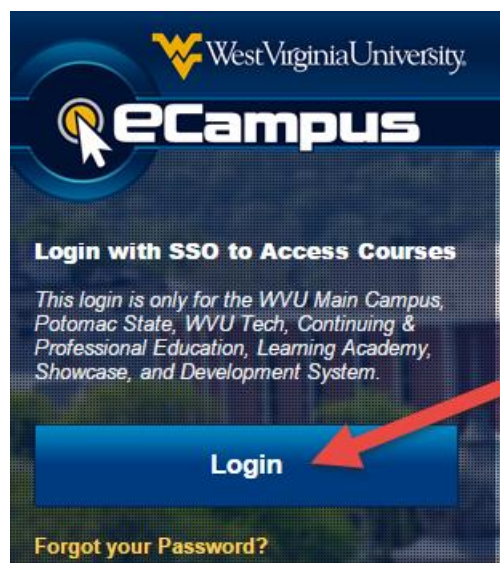 WestVirginiaUniversity.
eCampus
Login with SSO to Access Courses
This login is only for the WVU Main Campus,
Potomac State, WVU Tech, Continuing &
Professional Education, Learning Academy,
Showcase, and Development System.
Login
Forgot your Password?